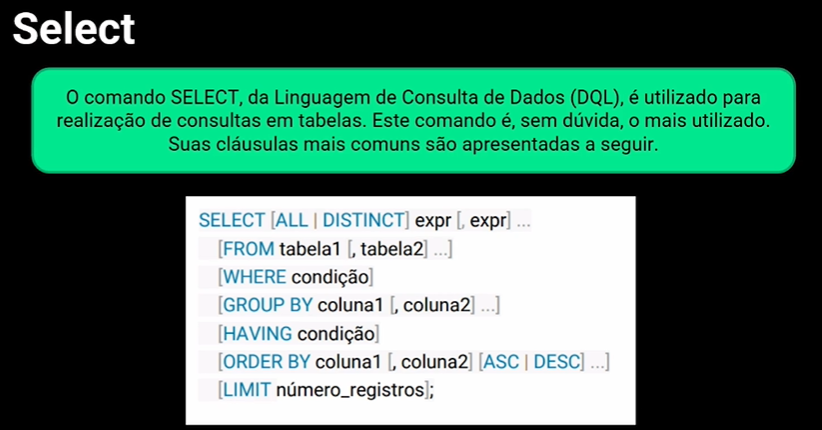 Select
O comando SELECT, da Linguagem de Consulta de Dados (DQL), é utilizado para
realização de consultas em tabelas. Este comando é, sem dúvida, o mais utilizado.
Suas cláusulas mais comuns são apresentadas a seguir.
SELECT [ALL | DISTINCT] expr [, expr] ...
[FROM tabela1 [, tabela2] ...]
[WHERE condição]
[GROUP BY coluna1 [, coluna2] ...]
[HAVING condição]
[ORDER BY coluna1 [, coluna2] [ASC | DESC] ...]
[LIMIT número_registros];